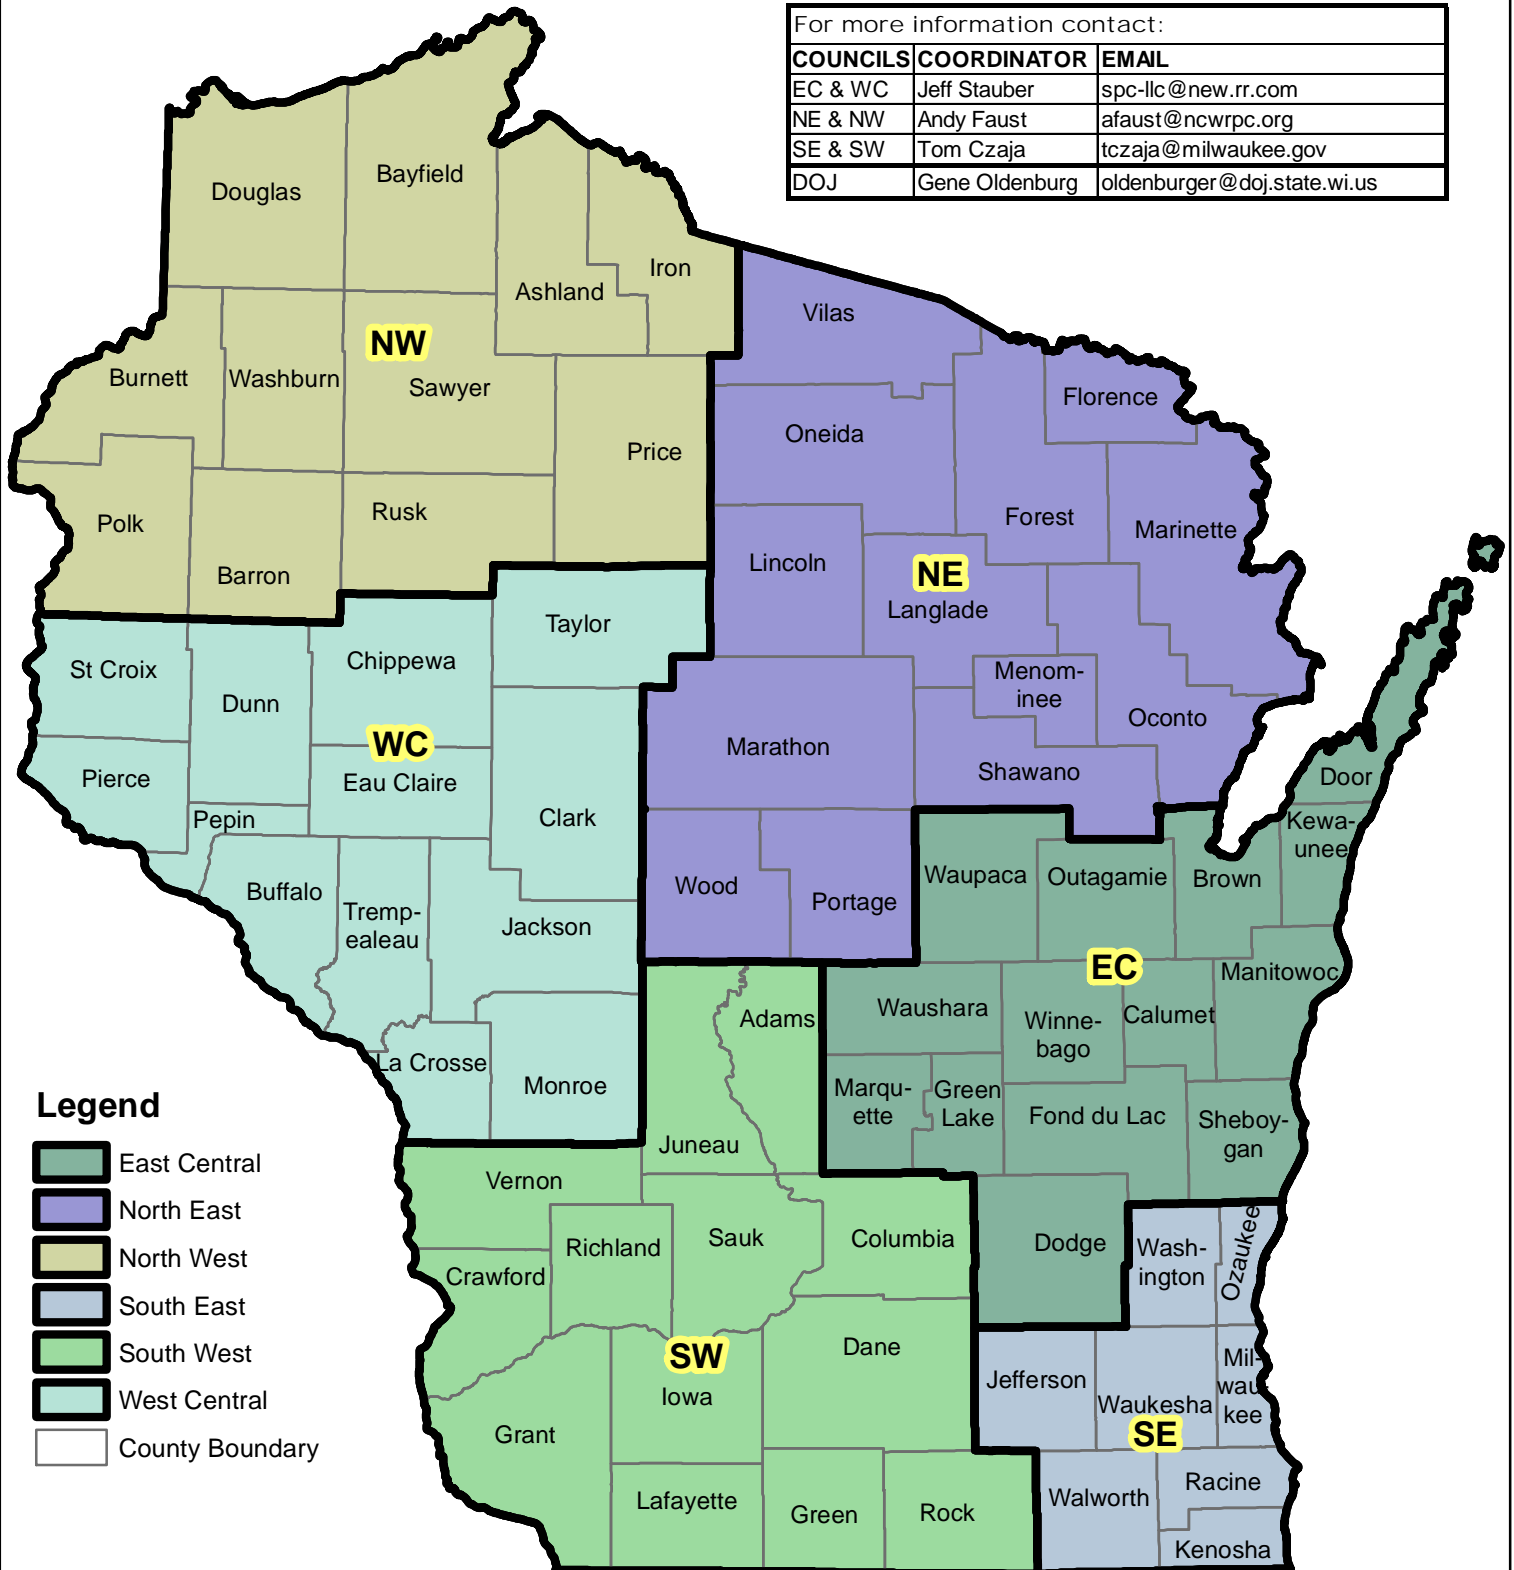 For more information contact:
COUNCILS COORDINATOR EMAIL
EC & WC Jeff Stauber spc-llc@new.rr.com
NE & NW Andy Faust afaust@ncwrpc.org
SE & SW Tom Czaja tczaja@milwaukee.gov
DOJ Gene Oldenburg oldenburger@doj.state.wi.us
Douglas
Bayfield
Ashland
Iron
NW
Burnett
Washburn
Sawyer
Price
Polk
Barron
Rusk
Vilas
Florence
Oneida
Forest
Marinette
Lincoln
NE
Langlade
Menom-
inee
Oconto
Marathon
Shawano
Wood
Portage
Taylor
St Croix
Dunn
Chippewa
WC
Pierce
Eau Claire
Pepin
Clark
Buffalo
Tremp-
ealeau
Jackson
La Crosse
Monroe
Door
Kewa-
unee
Waupaca
Outagamie
Brown
EC
Manitowoc
Waushara
Winne-
bago
Calumet
Marqu-
ette
Green
Lake
Fond du Lac
Sheboy-
gan
Dodge
Adams
Juneau
Vernon
Richland
Sauk
Columbia
Crawford
SW
Dane
Iowa
Grant
Lafayette
Green
Rock
Wash-
ington
Ozaukee
Jefferson
Waukesha
Mil-
wau-
kee
SE
Walworth
Racine
Kenosha
Legend
East Central
North East
North West
South East
South West
West Central
County Boundary